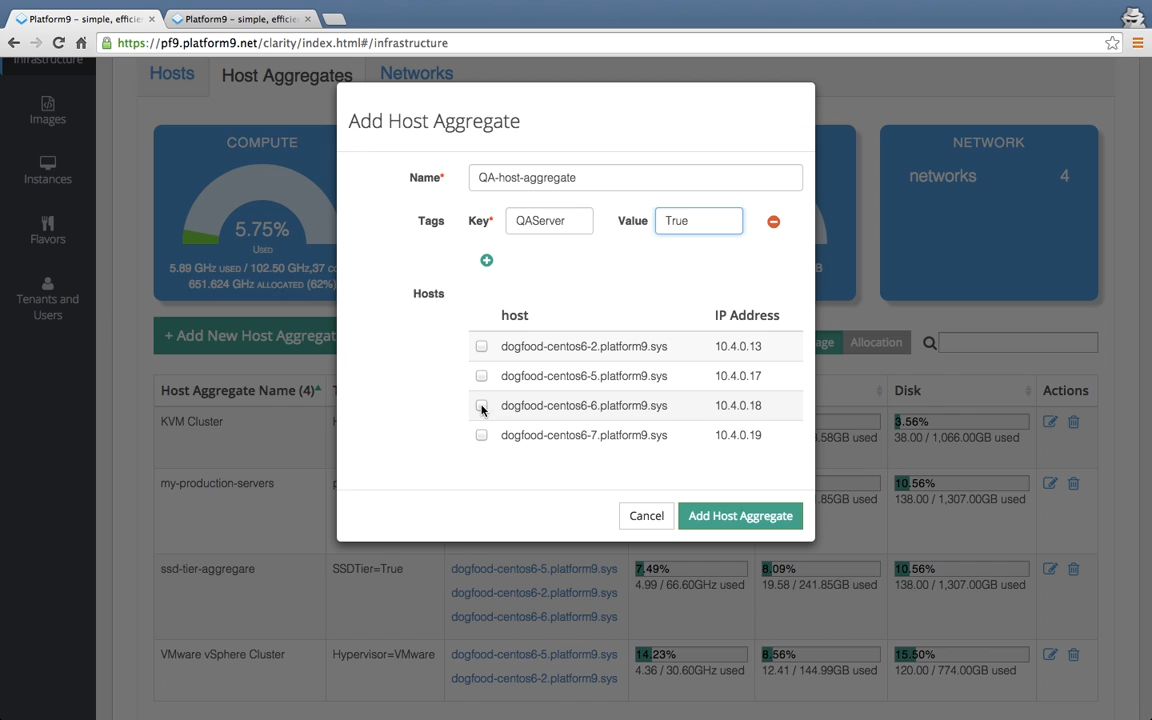 Platform9 – simple, efficie
Platform9 – simple, efficie
https://pf9.platform9.net/clarity/index.html#/infrastructure
Infrastructure
Images
Instances
Flavors
Tenants and
Users
Hosts
Host Aggregates
Networks
COMPUTE
5.75%
USED
5.89 GHz USED / 102.50 GHz,37 co
651.624 GHz ALLOCATED (62%)
NETWORK
networks 4
+ Add New Host Aggregat
age
Allocation
Add Host Aggregate
Name*
QA-host-aggregate
Tags
Key*
QAServer
Value
True
Hosts
host IP Address
dogfood-centos6-2.platform9.sys 10.4.0.13
dogfood-centos6-5.platform9.sys 10.4.0.17
dogfood-centos6-6.platform9.sys 10.4.0.18
dogfood-centos6-7.platform9.sys 10.4.0.19
Cancel
Add Host Aggregate
Host Aggregate Name (4)
Disk
Actions
KVM Cluster
3.56%
.58GB used
38.00 / 1,066.00GB used
my-production-servers
10.56%
.85GB used
138.00 / 1,307.00GB used
ssd-tier-aggregare
SSDTier=True
dogfood-centos6-5.platform9.sys
dogfood-centos6-2.platform9.sys
dogfood-centos6-6.platform9.sys
7.49%
4.99 / 66.60GHz used
8.09%
19.58 / 241.85GB used
10.56%
138.00 / 1,307.00GB used
VMware vSphere Cluster
Hypervisor=VMware
dogfood-centos6-5.platform9.sys
dogfood-centos6-2.platform9.sys
14.23%
4.36 / 30.60GHz used
8.56%
12.41 / 144.99GB used
15.50%
120.00 / 774.00GB used